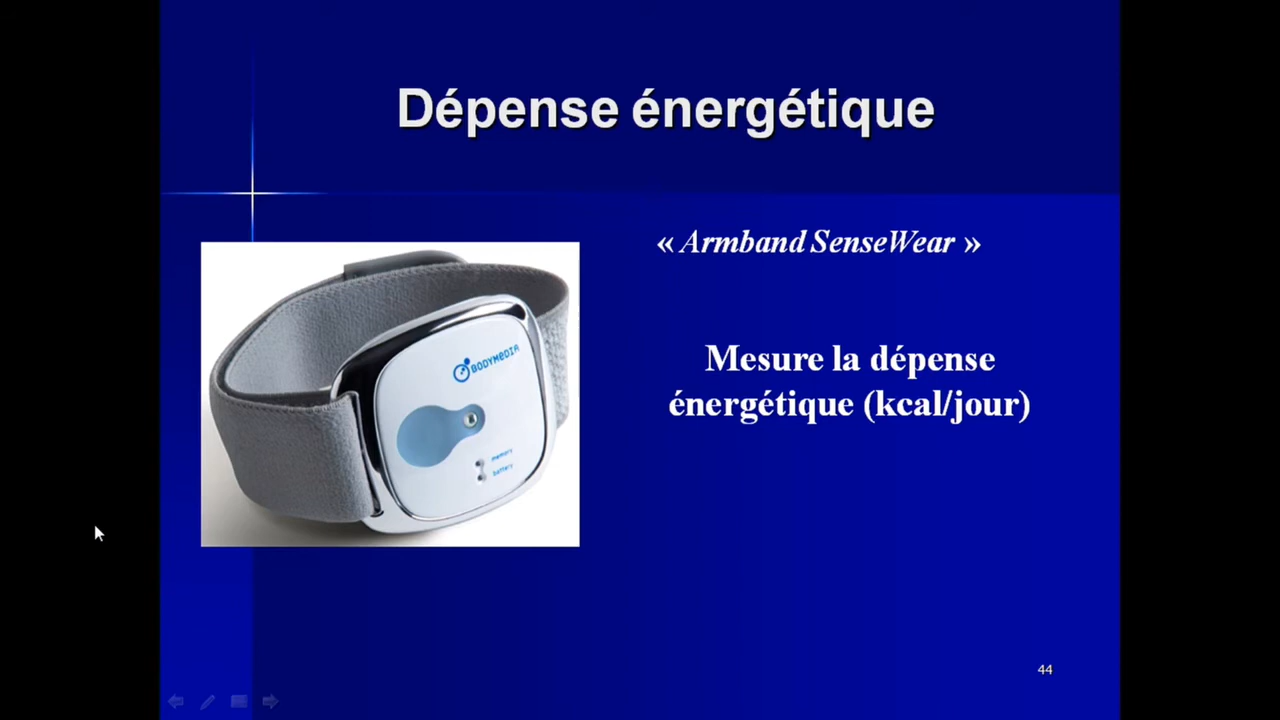 Dépense énergétique
« Armband SenseWear »
BODYMEDIA
memory
battery
Mesure la dépense
énergétique (kcal/jour)
44